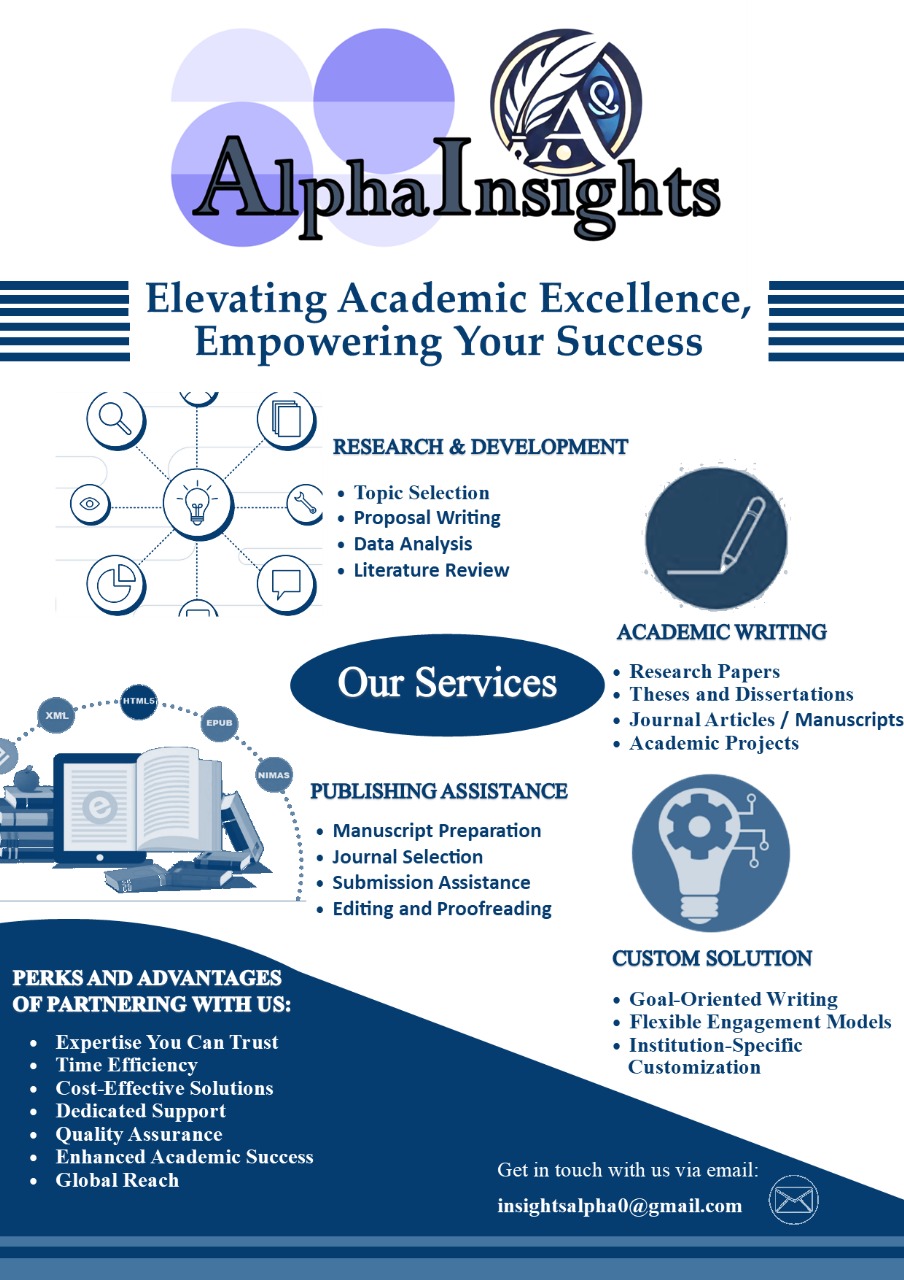 AlphaInsights
Elevating Academic Excellence,
Empowering Your Success
RESEARCH & DEVELOPMENT
• Topic Selection
• Proposal Writing
• Data Analysis
• Literature Review
ACADEMIC WRITING
• Research Papers
• Theses and Dissertations
• Journal Articles / Manuscripts
• Academic Projects
Our Services
XML
HTML5
EPUB
NIMAS
PUBLISHING ASSISTANCE
• Manuscript Preparation
• Journal Selection
• Submission Assistance
• Editing and Proofreading
CUSTOM SOLUTION
• Goal-Oriented Writing
• Flexible Engagement Models
• Institution-Specific
Customization
PERKS AND ADVANTAGES
OF PARTNERING WITH US:
• Expertise You Can Trust
• Time Efficiency
• Cost-Effective Solutions
• Dedicated Support
• Quality Assurance
• Enhanced Academic Success
• Global Reach
Get in touch with us via email:
insightsalpha0@gmail.com